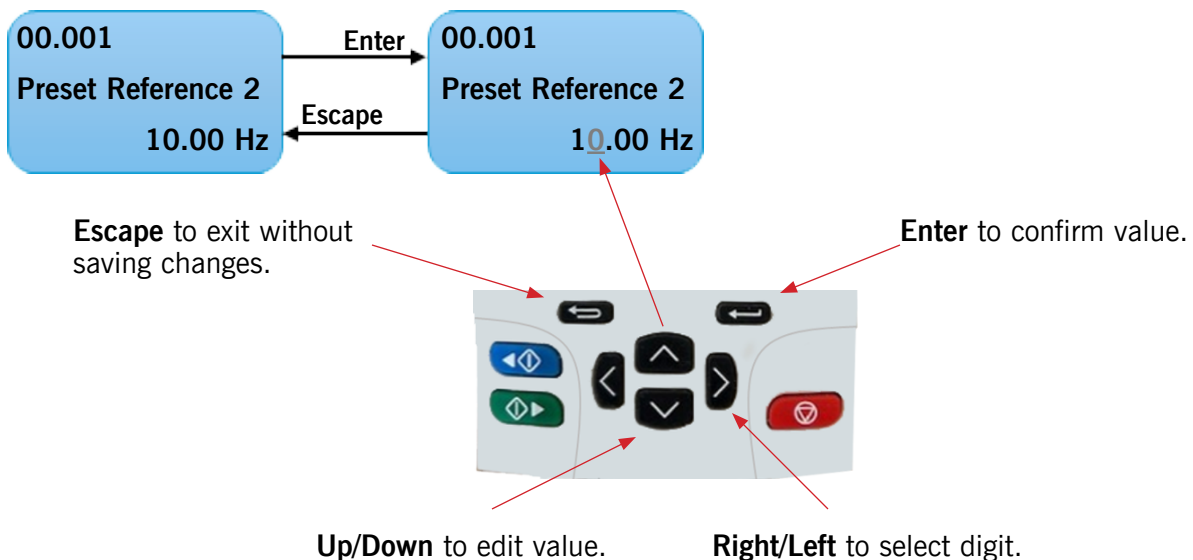 00.001
Preset Reference 2
10.00 Hz
Enter
Escape
00.001
Preset Reference 2
10.00 Hz
Escape to exit without
saving changes.
Enter to confirm value.
Up/Down to edit value.
Right/Left to select digit.